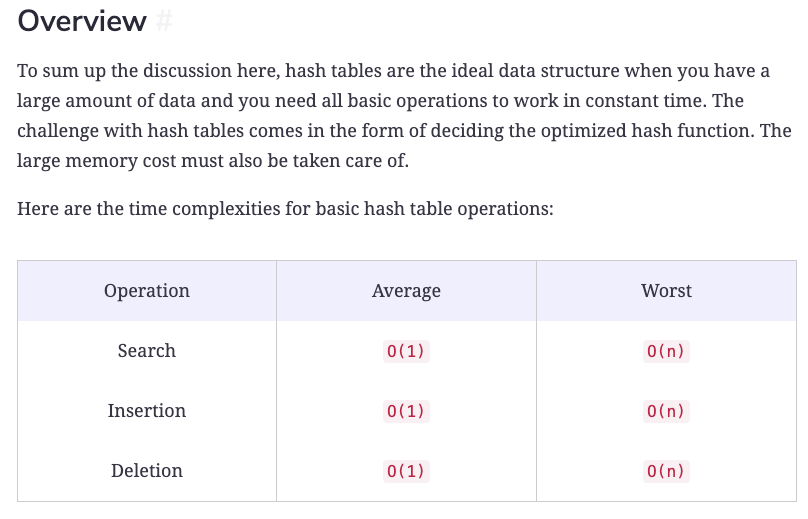 Overview #
To sum up the discussion here, hash tables are the ideal data structure when you have a
large amount of data and you need all basic operations to work in constant time. The
challenge with hash tables comes in the form of deciding the optimized hash function. The
large memory cost must also be taken care of.
Here are the time complexities for basic hash table operations:
Operation Average Worst
Search O(1) O(n)
Insertion O(1) O(n)
Deletion O(1) O(n)